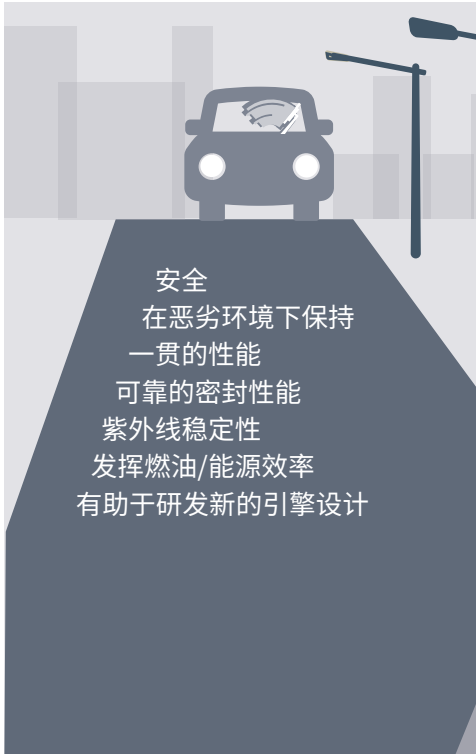 安全
在恶劣环境下保持
一贯的性能
可靠的密封性能
紫外线稳定性
发挥燃油/能源效率
有助于研发新的引擎设计